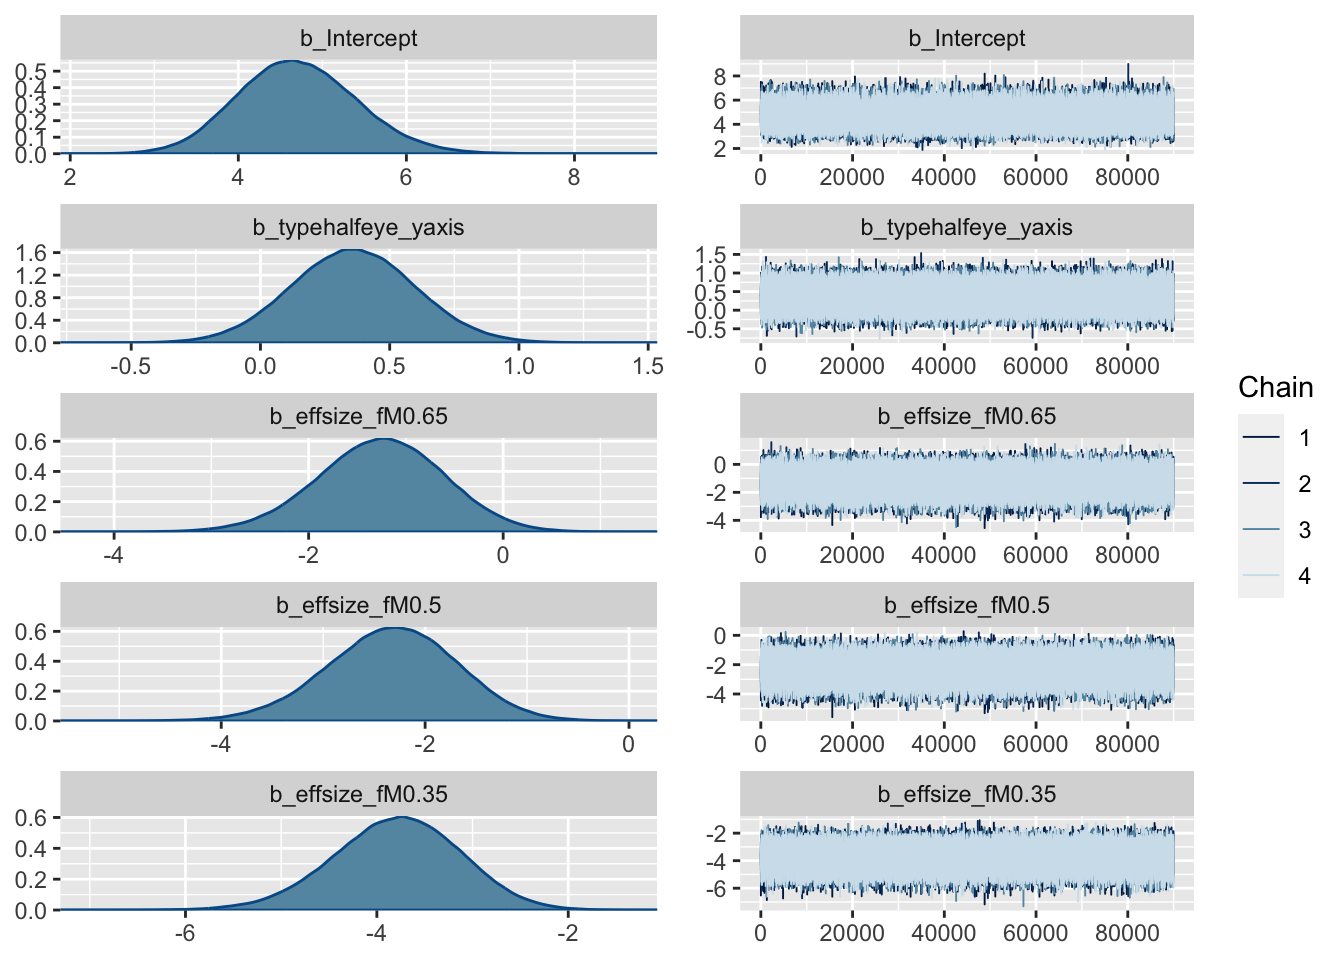 b_Intercept
0.5
0.4
0.3
0.2
0.1
0.0
2 4 6 8
b_Intercept
8
6
4
2
0 20000 40000 60000 80000
b_typehalfeye_yaxis
1.6
1.2
0.8
0.4
0.0
-0.5 0.0 0.5 1.0 1.5
b_typehalfeye_yaxis
1.5
1.0
0.5
0.0
-0.5
0 20000 40000 60000 80000
b_effsize_fM0.65
0.6
0.4
0.2
0.0
-4 -2 0
b_effsize_fM0.65
0
-2
-4
0 20000 40000 60000 80000
b_effsize_fM0.5
0.6
0.4
0.2
0.0
-4 -2 0
b_effsize_fM0.5
0
-2
-4
0 20000 40000 60000 80000
b_effsize_fM0.35
0.6
0.4
0.2
0.0
-6 -4 -2
b_effsize_fM0.35
-2
-4
-6
0 20000 40000 60000 80000
Chain
1
2
3
4